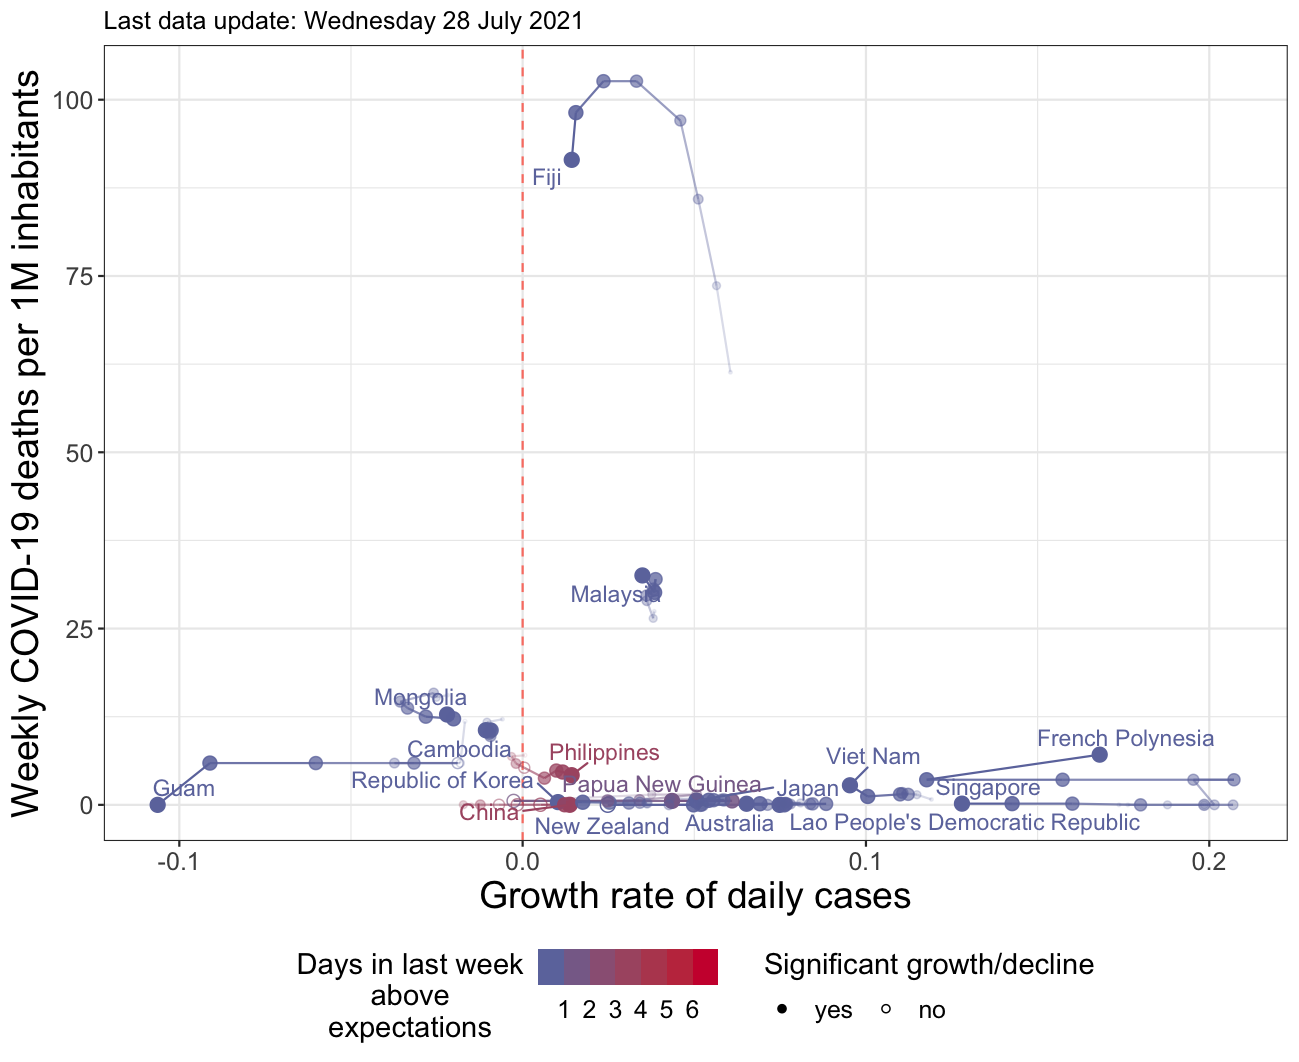 Last data update: Wednesday 28 July 2021
Weekly COVID-19 deaths per 1M inhabitants
100
75
50
25
0
Fiji
Malaysia
Mongolia
Cambodia
Philippines
French Polynesia
Viet Nam
Guam
Republic of Korea
Papua New Guinea
Japan
Singapore
China
New Zealand
Australia
Lao People's Democratic Republic
-0.1
0.0
0.1
0.2
Growth rate of daily cases
Days in last week
above
expectations
1 2 3 4 5 6
Significant growth/decline
yes
no